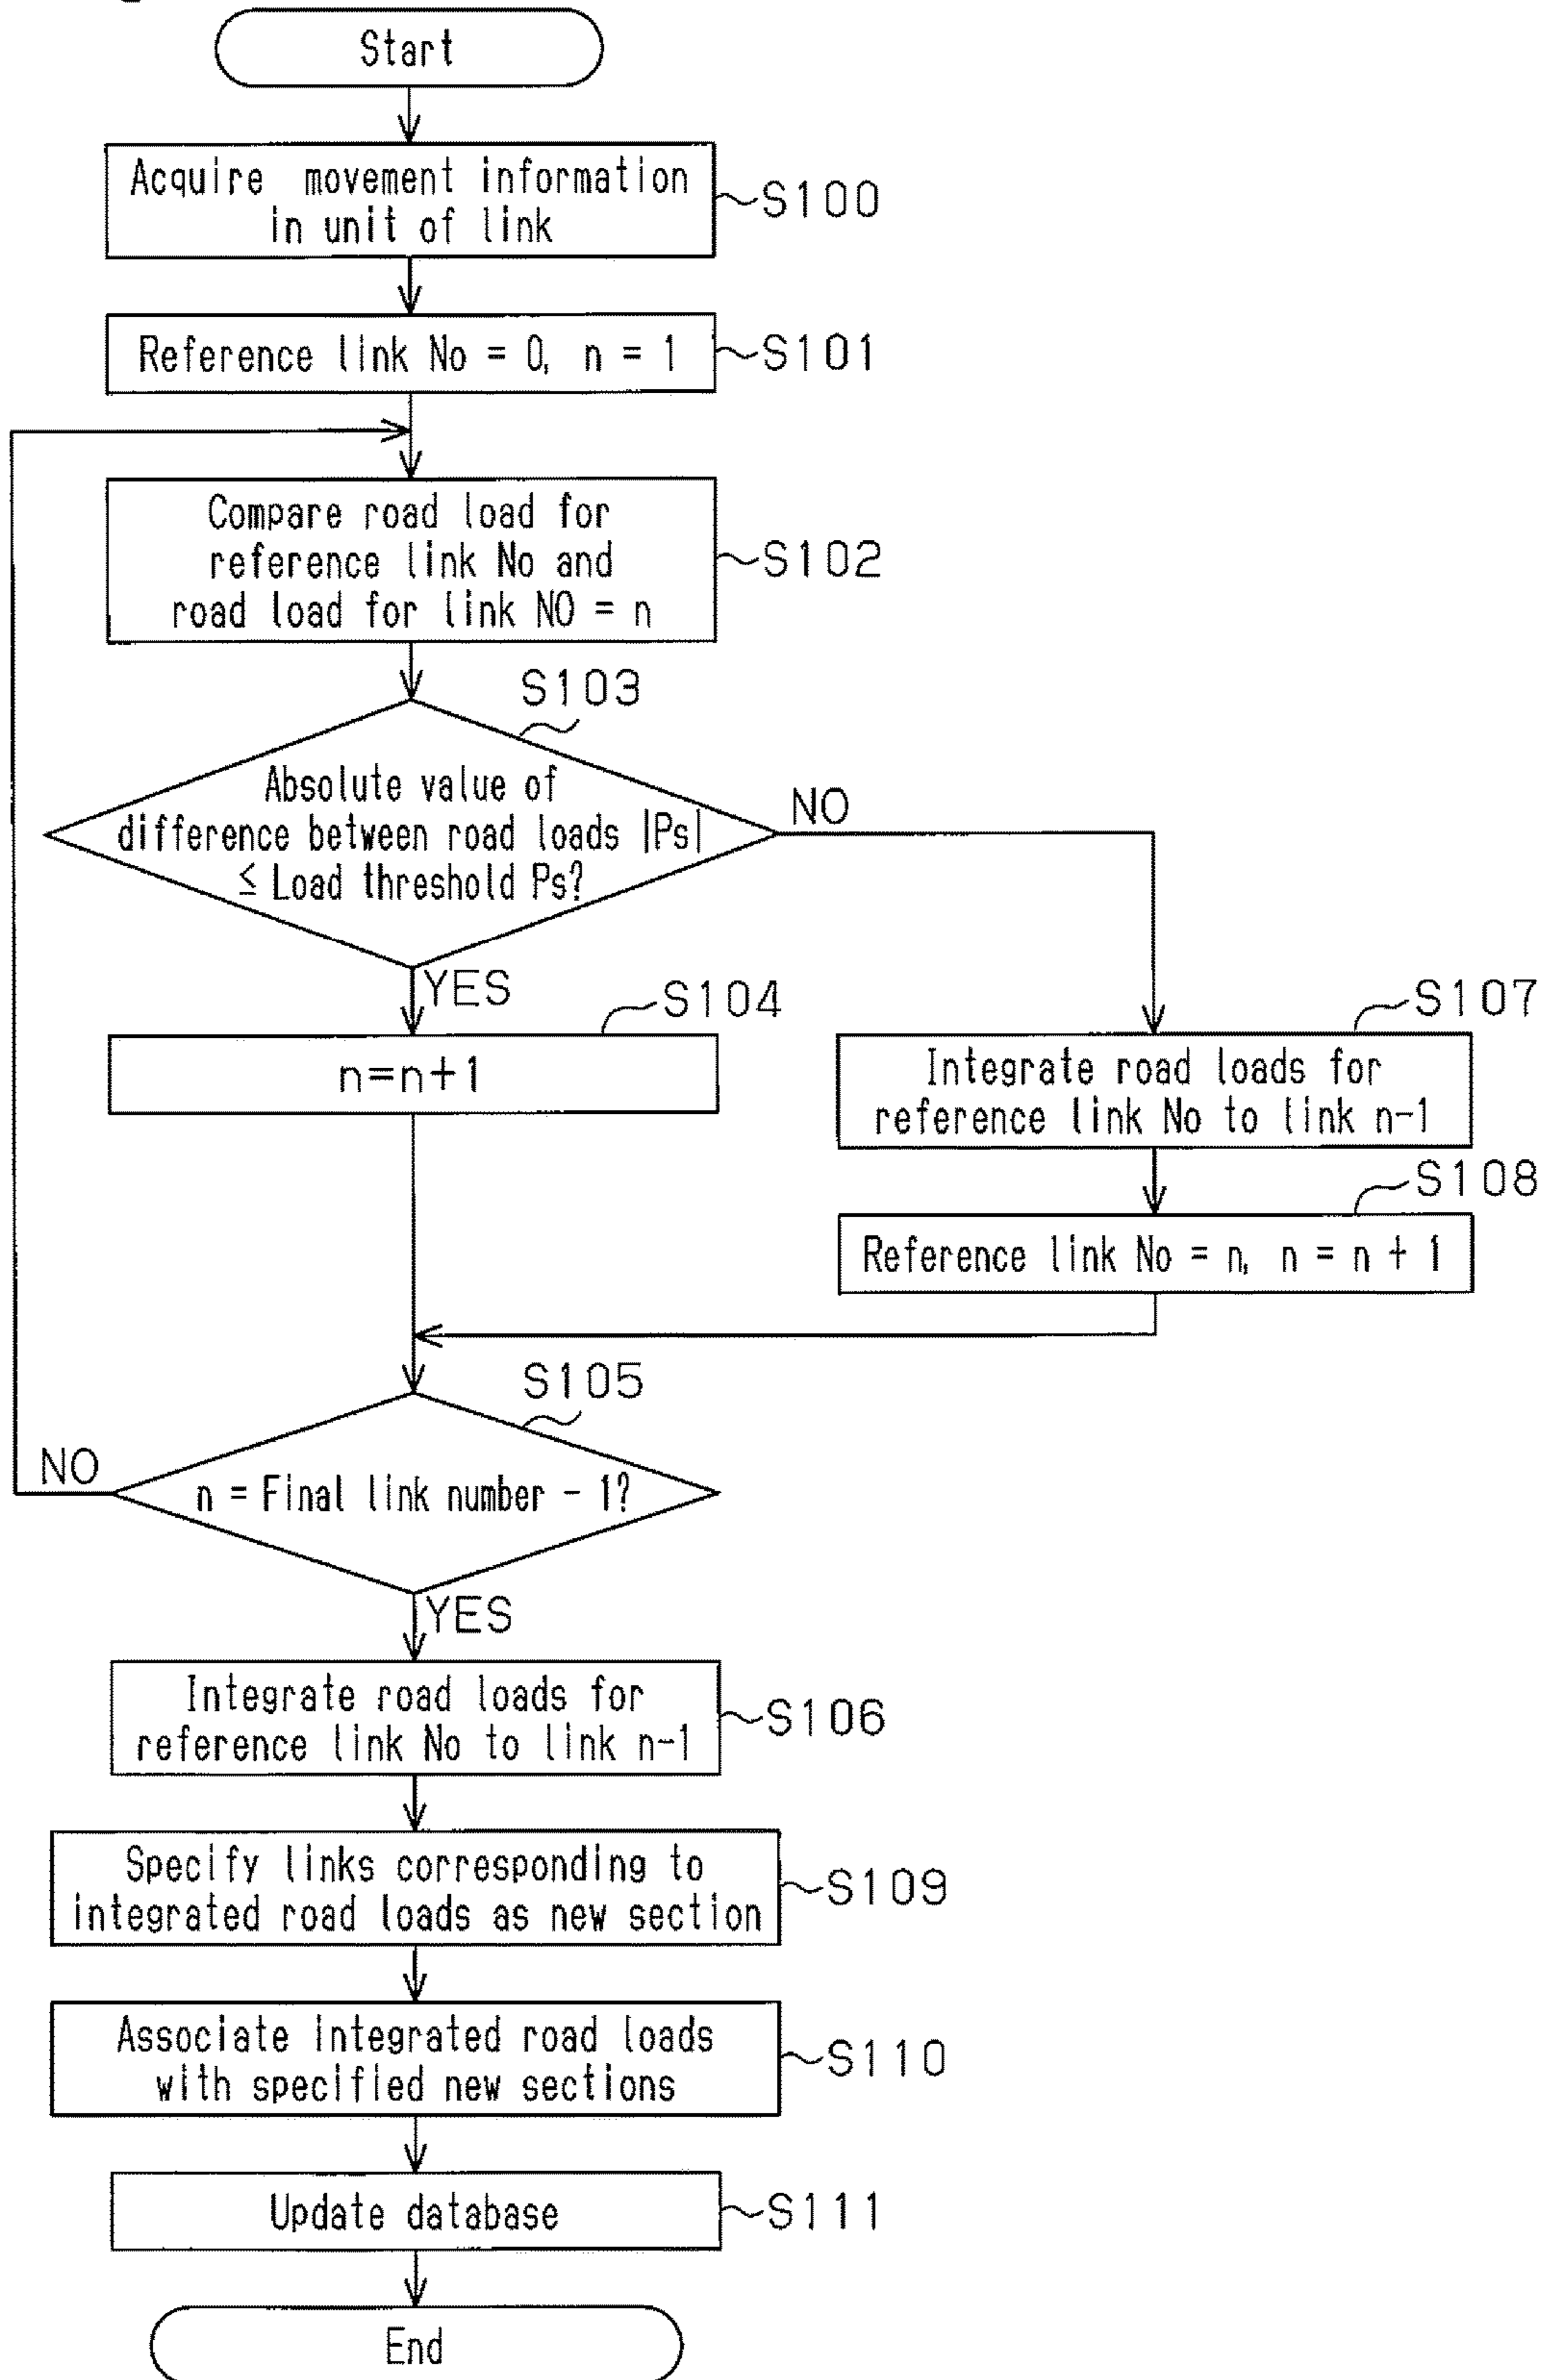 Start
Acquire movement information
in unit of link
S100
Reference link No = 0, n = 1
S101
Compare road load for
reference link No and
road load for link NO = n
S102
S103
Absolute value of
difference between road loads |Ps|
≤ Load threshold Ps?
NO
YES
S104
n=n+1
S107
Integrate road loads for
reference link No to link n-1
S108
Reference link No = n, n = n + 1
S105
NO
n = Final link number - 1?
YES
Integrate road loads for
reference link No to link n-1
S106
Specify links corresponding to
integrated road loads as new section
S109
Associate integrated road loads
with specified new sections
S110
Update database
S111
End